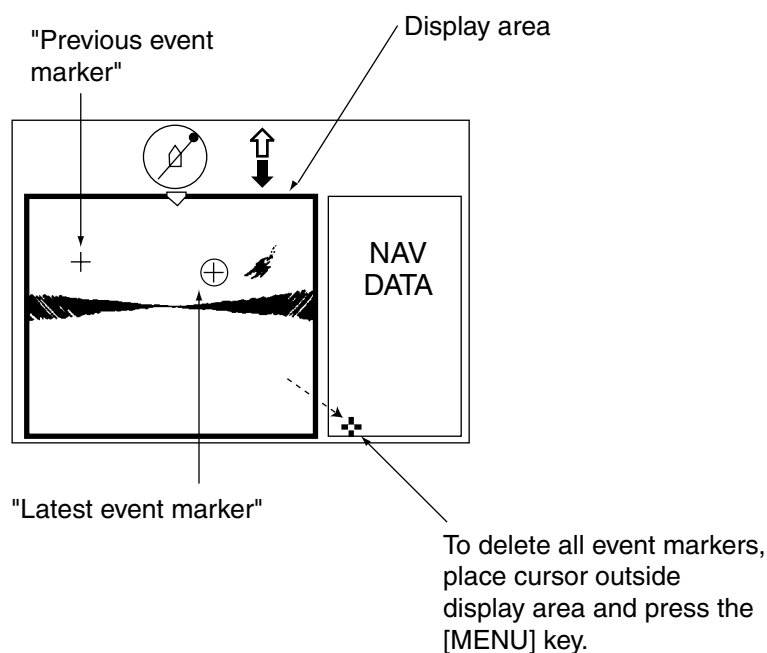 "Previous event
marker"
Display area
NAV
DATA
"Latest event marker"
To delete all event markers,
place cursor outside
display area and press the
[MENU] key.